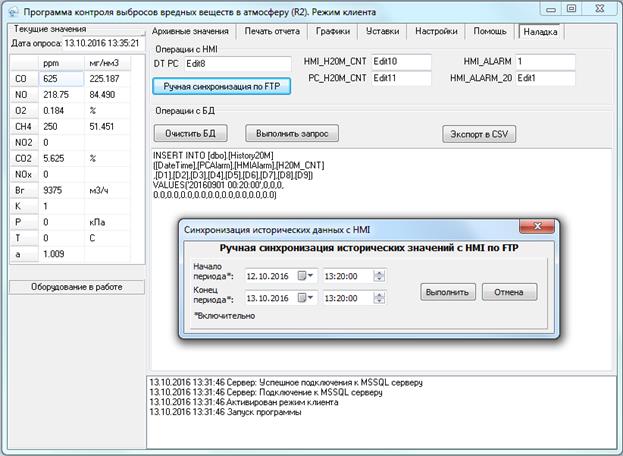 Программа контроля выбросов вредных веществ в атмосферу (R2). Режим клиента
Текущие значения
Дата опроса: 13.10.2016 13:35:21
ppm мг/нм3
CO 625 225.187
NO 218.75 84.490
O2 0.184 %
CH4 250 51.451
NO2 0
CO2 5.625 %
NOx 0
Вг 9375 м3/ч
K 1
P 0 кПа
T 0 C
a 1.009
Оборудование в работе
Архивные значения Печать отчета Графики Уставки Настройки Помощь Наладка
Операции с HMI
DT PC Edit8 HMI_H20M_CNT Edit10 HMI_ALARM 1
Ручная синхронизация по FTP PC_H20M_CNT Edit11 HMI_ALARM_20 Edit1
Операции с БД
Очистить БД Выполнить запрос Экспорт в CSV
INSERT INTO [dbo].[History20M]
([DateTime],[PCAlarm],[HMIAlarm],[H20M_CNT]
,[D1],[D2],[D3],[D4],[D5],[D6],[D7],[D8],[D9])
VALUES('20160901 00:20:00',0,0,0,
0.0,0.0,0.0,0.0,0.0,0.0,0.0,0.0,0.0)
Синхронизация исторических данных с HMI
Ручная синхронизация исторических значений с HMI по FTP
Начало
периода*: 12.10.2016 13:20:00
Конец
периода*: 13.10.2016 13:20:00
Выполнить Отмена
*Включительно
13.10.2016 13:31:46 Сервер: Успешное подключения к MSSQL серверу
13.10.2016 13:31:46 Сервер: Подключение к MSSQL серверу
13.10.2016 13:31:46 Активирован режим клиента
13.10.2016 13:31:46 Запуск программы